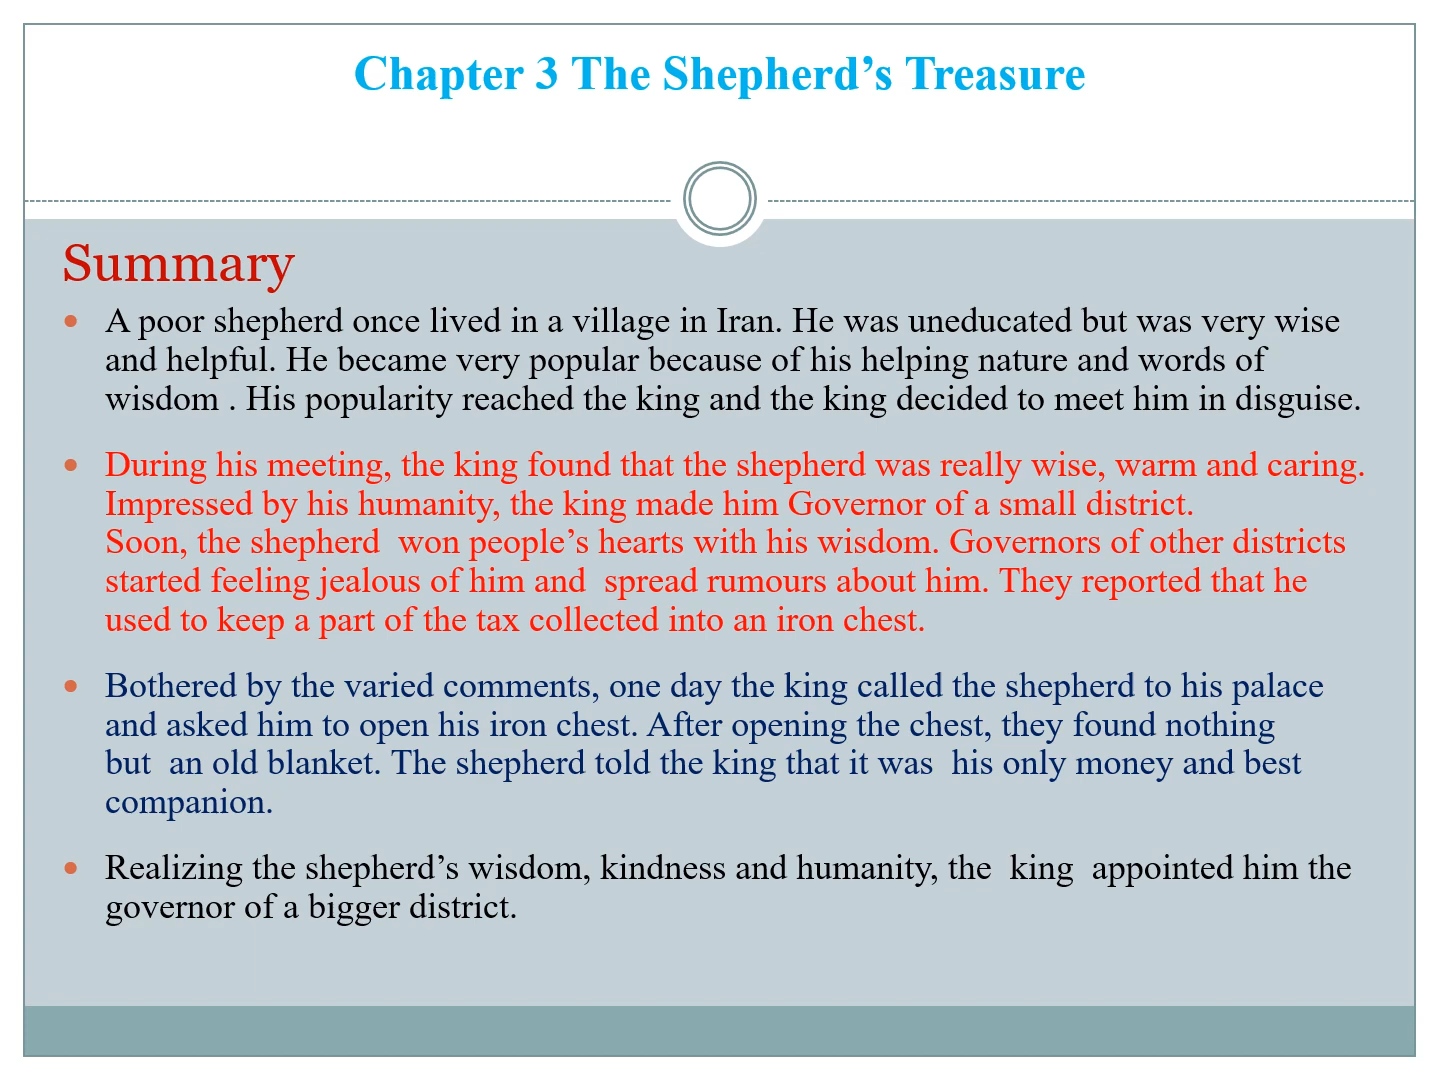 Chapter 3 The Shepherd’s Treasure
Summary
• A poor shepherd once lived in a village in Iran. He was uneducated but was very wise
and helpful. He became very popular because of his helping nature and words of
wisdom . His popularity reached the king and the king decided to meet him in disguise.
• During his meeting, the king found that the shepherd was really wise, warm and caring.
Impressed by his humanity, the king made him Governor of a small district.
Soon, the shepherd  won people’s hearts with his wisdom. Governors of other districts
started feeling jealous of him and  spread rumours about him. They reported that he
used to keep a part of the tax collected into an iron chest.
• Bothered by the varied comments, one day the king called the shepherd to his palace
and asked him to open his iron chest. After opening the chest, they found nothing
but  an old blanket. The shepherd told the king that it was  his only money and best
companion.
• Realizing the shepherd’s wisdom, kindness and humanity, the  king  appointed him the
governor of a bigger district.